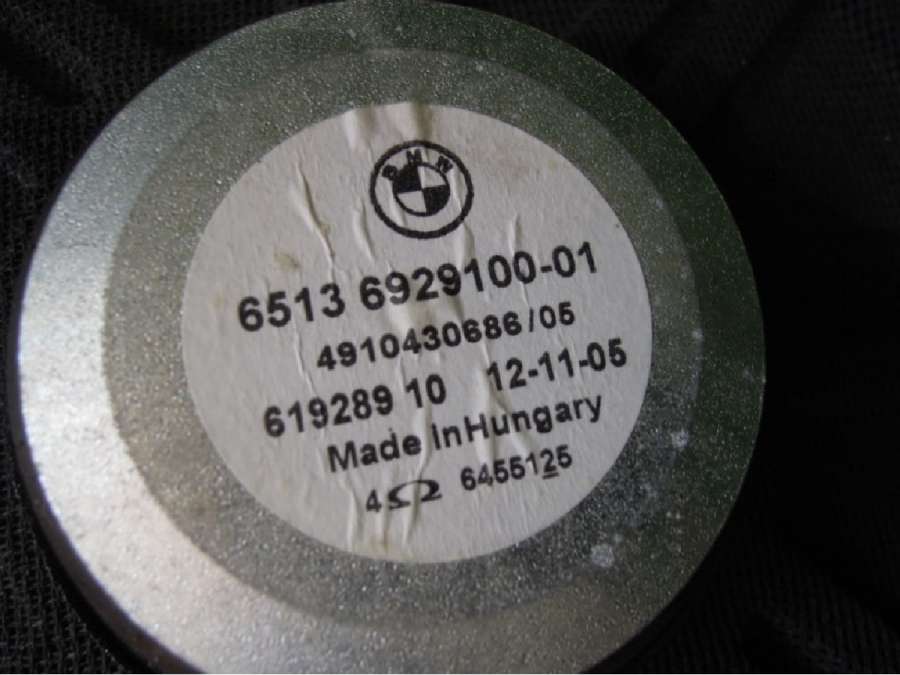 BMW
6513 6929100-01
4910430686/05
619289 10 12-11-05
Made in Hungary
4Ω 6455125